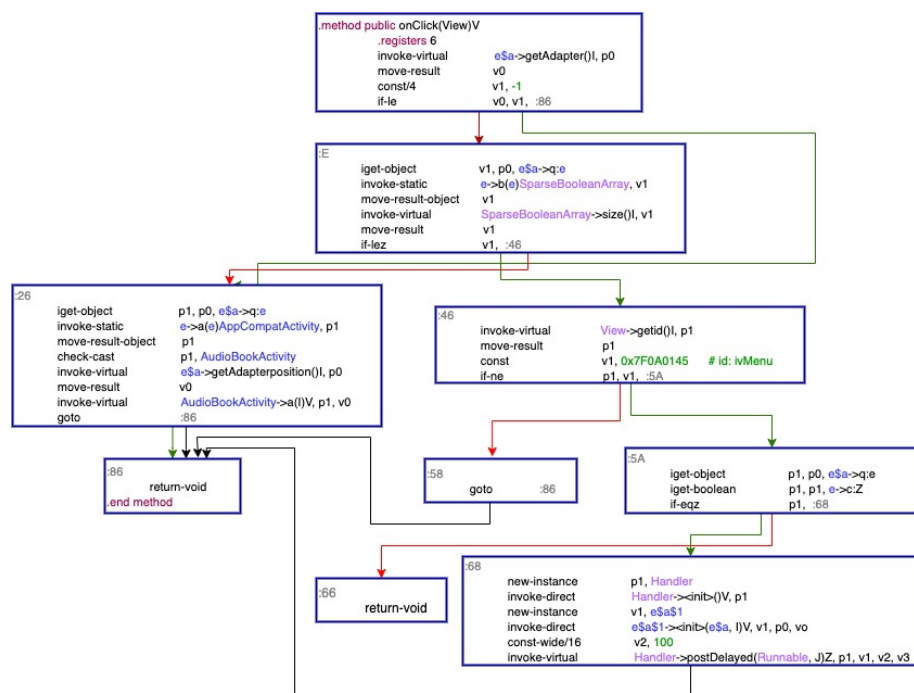 .method public onClick(View)V
.registers 6
invoke-virtual e$a->getAdapter()I, p0
move-result v0
const/4 v1, -1
if-le v0, v1, :86
:E
iget-object v1, p0, e$a->q:e
invoke-static e->b(e)SparseBooleanArray, v1
move-result-object v1
invoke-virtual SparseBooleanArray->size()I, v1
move-result v1
if-lez v1, :46
:26
iget-object p1, p0, e$a->q:e
invoke-static e->a(e)AppCompatActivity, p1
move-result-object p1
check-cast p1, AudioBookActivity
invoke-virtual e$a->getAdapterposition()I, p0
move-result v0
invoke-virtual AudioBookActivity->a(I)V, p1, v0
goto :86
:46
invoke-virtual View->getid()I, p1
move-result p1
const v1, 0x7F0A0145 # id: ivMenu
if-ne p1, v1, :5A
:86
return-void
.end method
:58
goto :86
:5A
iget-object p1, p0, e$a->q:e
iget-boolean p1, p1, e->c:Z
if-eqz p1, :68
:66
return-void
:68
new-instance p1, Handler
invoke-direct Handler-><init>()V, p1
new-instance v1, e$a$1
invoke-direct e$a$1-><init>(e$a, I)V, v1, p0, vo
const-wide/16 v2, 100
invoke-virtual Handler->postDelayed(Runnable, J)Z, p1, v1, v2, v3